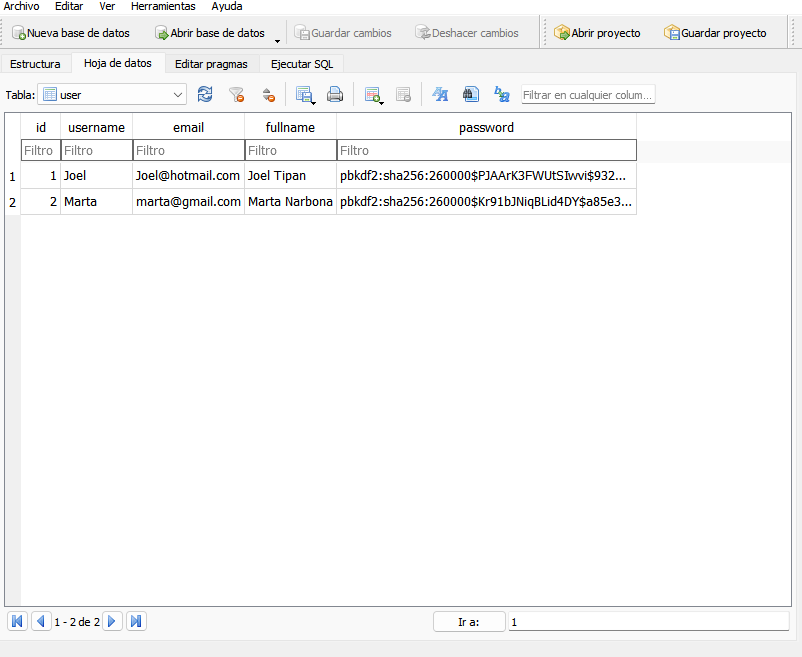 Archivo Editar Ver Herramientas Ayuda
Nueva base de datos Abrir base de datos Guardar cambios Deshacer cambios Abrir proyecto Guardar proyecto
Estructura Hoja de datos Editar pragmas Ejecutar SQL
Tabla: user Filtrar en cualquier colum...
id username email fullname password
Filtro Filtro Filtro Filtro Filtro
1 1 Joel Joel@hotmail.com Joel Tipan pbkdf2:sha256:260000$PJAArK3FWUtSIwvi$932...
2 2 Marta marta@gmail.com Marta Narbona pbkdf2:sha256:260000$Kr91bJNiqBLid4DY$a85e3...
1 - 2 de 2 Ir a: 1